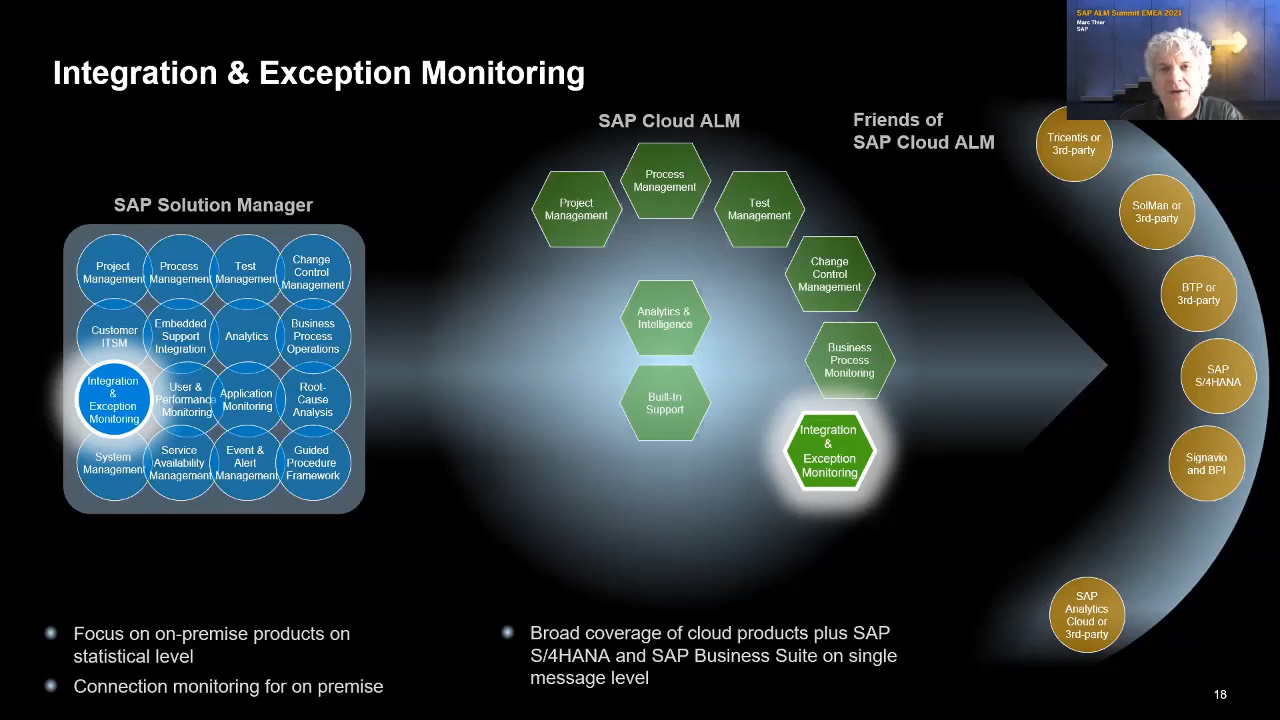 SAP ALM Summit EMEA 2021
Marc Thier
SAP
Integration & Exception Monitoring
SAP Solution Manager
Project
Management
Process
Management
Test
Management
Change
Control
Management
Customer
ITSM
Embedded
Support
Integration
Analytics
Business
Process
Operations
Integration
&
Exception
Monitoring
User &
Performance
Monitoring
Application
Monitoring
Root-
Cause
Analysis
System
Management
Service
Availability
Management
Event &
Alert
Management
Guided
Procedure
Framework
SAP Cloud ALM
Project
Management
Process
Management
Test
Management
Change
Control
Management
Analytics &
Intelligence
Business
Process
Monitoring
Built-In
Support
Integration
&
Exception
Monitoring
Friends of
SAP Cloud ALM
Tricentis or
3rd-party
SolMan or
3rd-party
BTP or
3rd-party
SAP
S/4HANA
Signavio
and BPI
SAP
Analytics
Cloud or
3rd-party
Focus on on-premise products on
statistical level
Connection monitoring for on premise
Broad coverage of cloud products plus SAP
S/4HANA and SAP Business Suite on single
message level
18